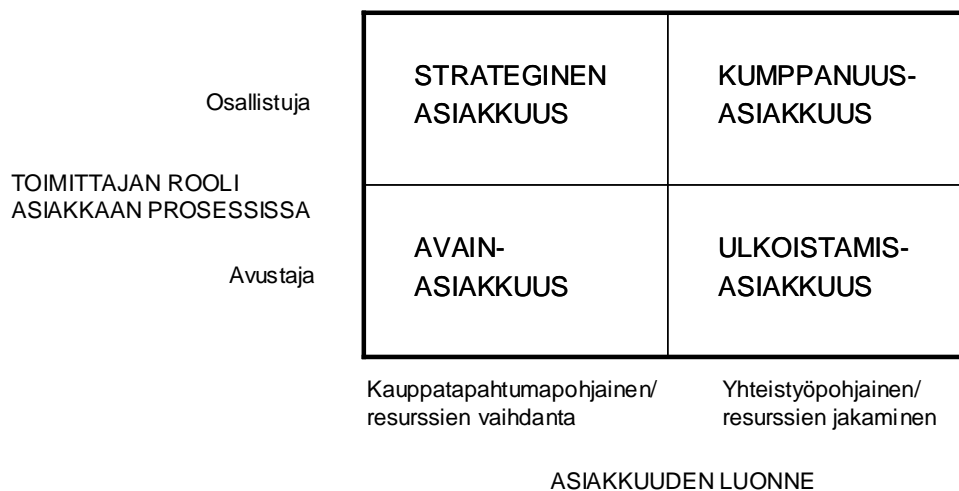 STRATEGINEN
ASIAKKUUS
KUMPPANUUS-
ASIAKKUUS
Osallistuja
TOIMITTAJAN ROOLI
ASIAKKAAN PROSESSISSA
AVAIN-
ASIAKKUUS
ULKOISTAMIS-
ASIAKKUUS
Avustaja
Kauppatapahtumapohjainen/
resurssien vaihdanta
Yhteistyöpohjainen/
resurssien jakaminen
ASIAKKUUDEN LUONNE